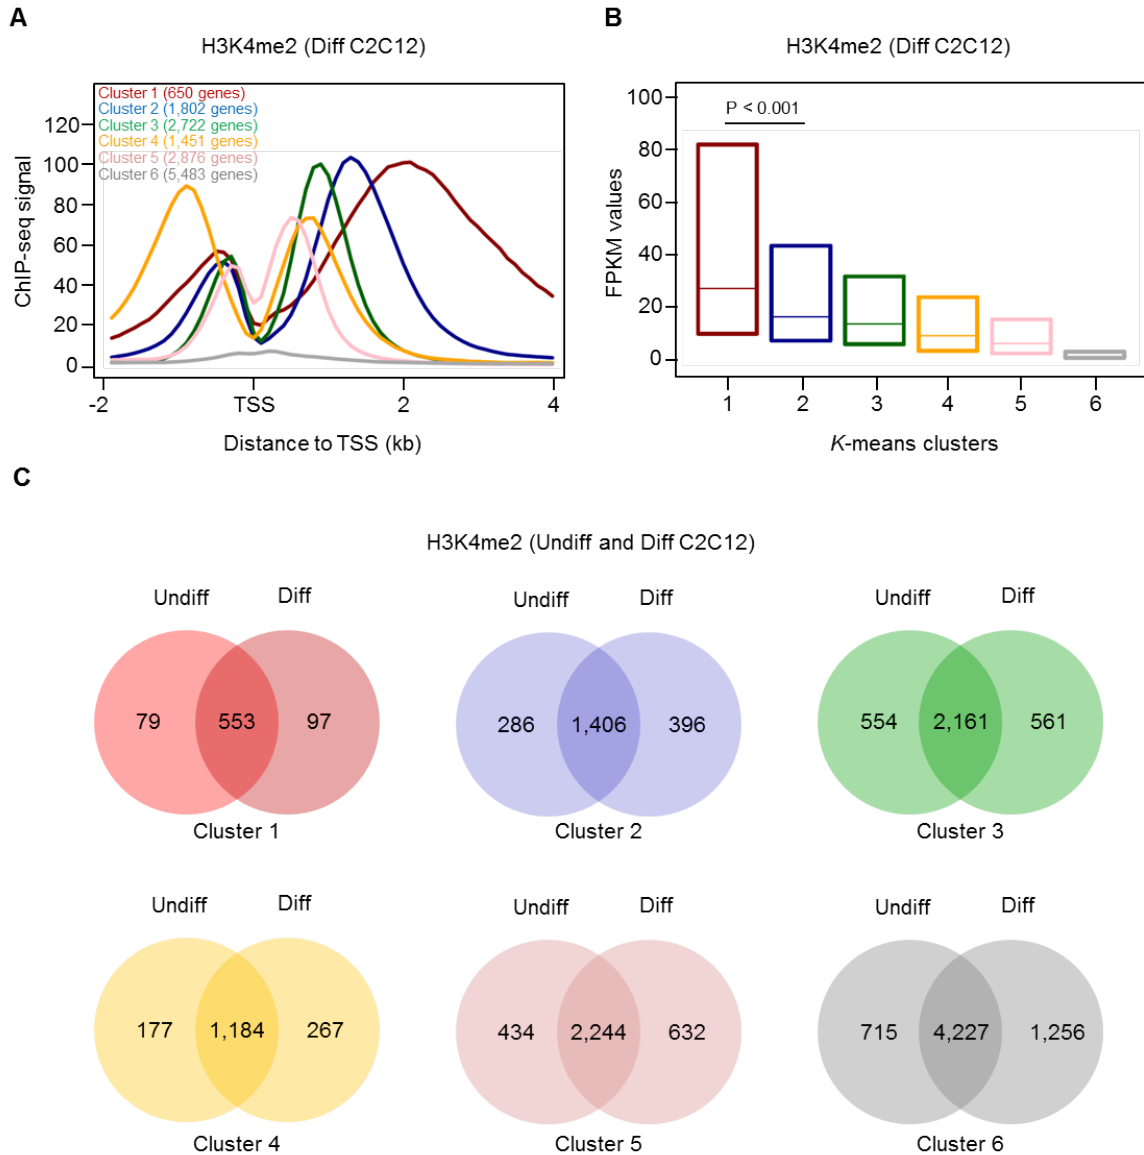 A
H3K4me2 (Diff C2C12)
Cluster 1 (650 genes)
Cluster 2 (1,802 genes)
Cluster 3 (2,722 genes)
Cluster 4 (1,451 genes)
Cluster 5 (2,876 genes)
Cluster 6 (5,483 genes)
ChIP-seq signal
120
100
80
60
40
20
0
-2 TSS 2 4
Distance to TSS (kb)
B
H3K4me2 (Diff C2C12)
P < 0.001
FPKM values
100
80
60
40
20
0
1 2 3 4 5 6
K-means clusters
C
H3K4me2 (Undiff and Diff C2C12)
Undiff Diff
79 553 97
Cluster 1
Undiff Diff
286 1,406 396
Cluster 2
Undiff Diff
554 2,161 561
Cluster 3
Undiff Diff
177 1,184 267
Cluster 4
Undiff Diff
434 2,244 632
Cluster 5
Undiff Diff
715 4,227 1,256
Cluster 6